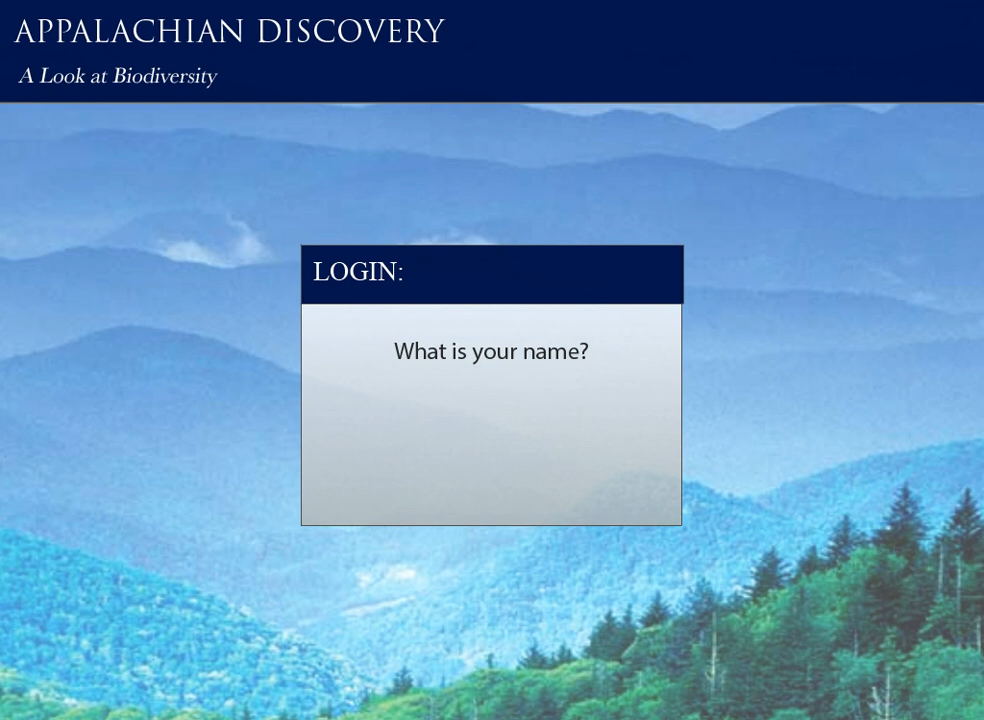 APPALACHIAN DISCOVERY
A Look at Biodiversity
LOGIN:
What is your name?